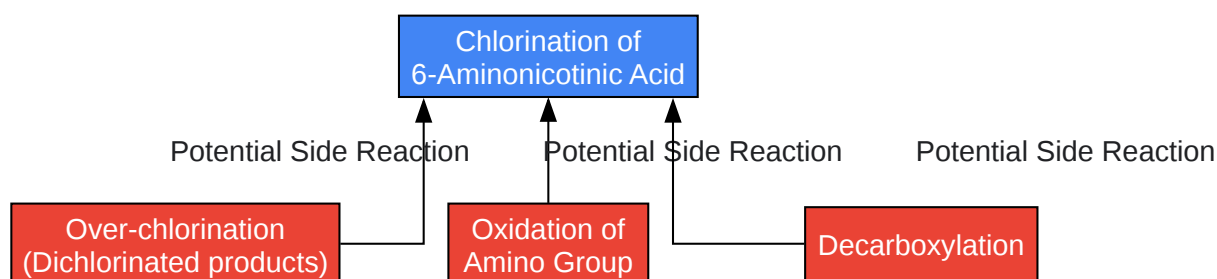 Chlorination of
6-Aminonicotinic Acid
Potential Side Reaction
Potential Side Reaction
Potential Side Reaction
Over-chlorination
(Dichlorinated products)
Oxidation of
Amino Group
Decarboxylation